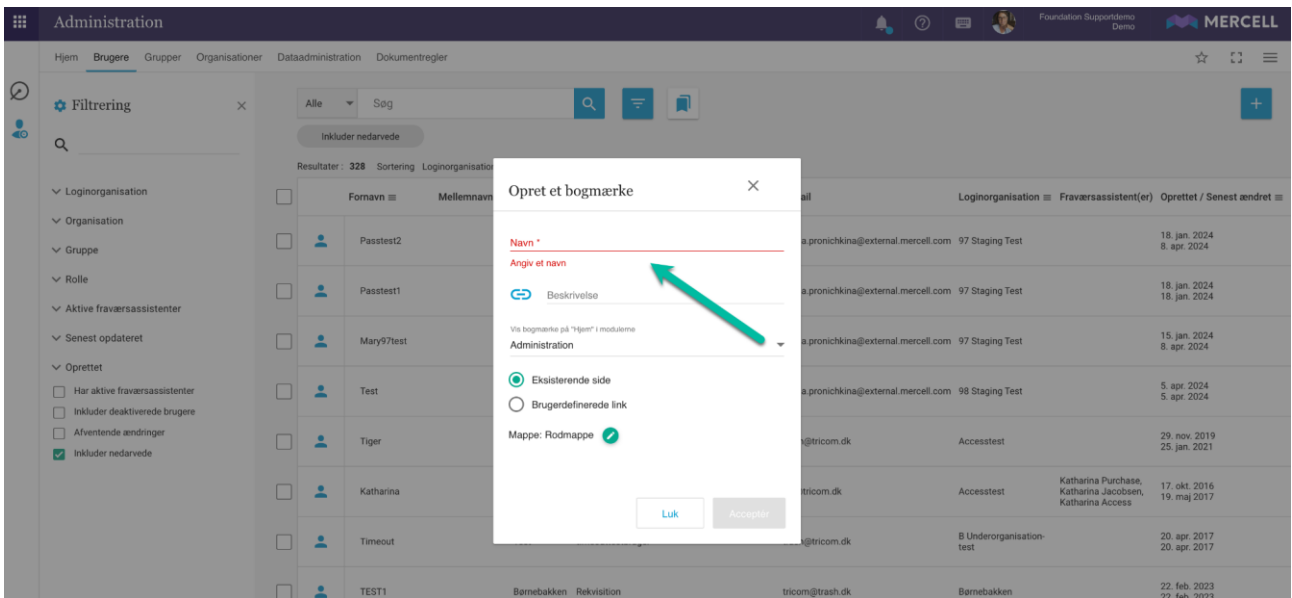 Administration
Foundation Supportdemo
Demo
MERCELL
Hjem Brugere Grupper Organisationer Dataadministration Dokumentregler
Filtrering
Alle Søg
Inkluder nedarvede
Resultater: 328 Sortering Loginorganisation
Loginorganisation
Organisation
Gruppe
Rolle
Aktive fraværsassistenter
Senest opdateret
Oprettet
Har aktive fraværsassistenter
Inkluder deaktiverede brugere
Afventende ændringer
Inkluder nedarvede
Opret et bogmærke
Navn *
Angiv et navn
Beskrivelse
Vis bogmærke på "Hjem" i modulerne
Administration
Eksisterende side
Brugerdefinerede link
Mappe: Rodmappe
Luk Acceptér
Fornavn Mellemnavn ail Loginorganisation Fraværsassistent(er) Oprettet / Senest ændret
Passtest2 a.pronichkina@external.mercell.com 97 Staging Test 18. jan. 2024
8. apr. 2024
Passtest1 a.pronichkina@external.mercell.com 97 Staging Test 18. jan. 2024
18. jan. 2024
Mary97test a.pronichkina@external.mercell.com 97 Staging Test 15. jan. 2024
8. apr. 2024
Test a.pronichkina@external.mercell.com 98 Staging Test 5. apr. 2024
5. apr. 2024
Tiger @tricom.dk Accesstest 29. nov. 2019
25. jan. 2021
Katharina tricom.dk Accesstest Katharina Purchase,
Katharina Jacobsen,
Katharina Access
17. okt. 2016
19. maj 2017
Timeout @tricom.dk B Underorganisation-
test
20. apr. 2017
20. apr. 2017
TEST1 Børnebakken Rekvisition tricom@trash.dk Børnebakken 22. feb. 2023
22. feb. 2023